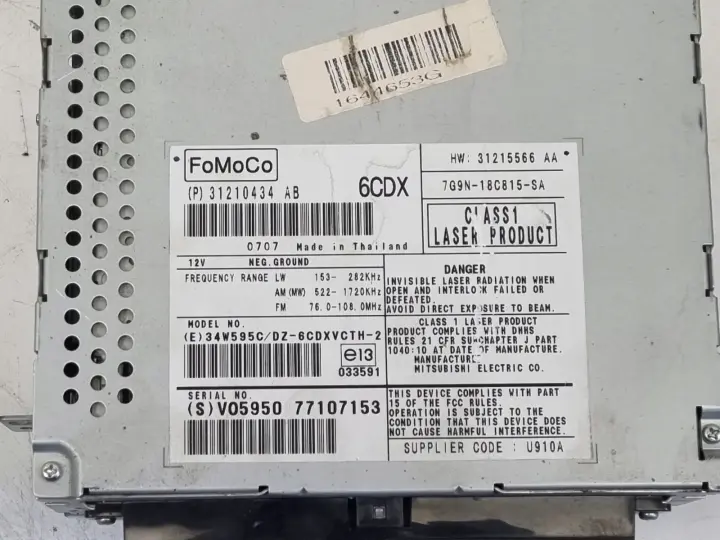 1644653G
FoMoCo
(P) 31210434 AB
6CDX
0707 Made in Thailand
HW: 31215566 AA
7G9N-18C815-SA
CLASS1
LASER PRODUCT
12V NEG.GROUND
FREQUENCY RANGE LW 153- 282KHz
AM(MW) 522- 1720KHz
FM 76.0-108.0MHz
MODEL NO.
(E)34W595C/DZ-6CDXVCTH-2
e13
033591
SERIAL NO.
(S)V05950 77107153
DANGER
INVISIBLE LASER RADIATION WHEN
OPEN AND INTERLOCK FAILED OR
DEFEATED.
AVOID DIRECT EXPOSURE TO BEAM.
CLASS 1 LASER PRODUCT
PRODUCT COMPLIES WITH DHHS
RULES 21 CFR SUBCHAPTER J PART
1040:10 AT DATE OF MANUFACTURE.
MANUFACTURE
MITSUBISHI ELECTRIC CO.
THIS DEVICE COMPLIES WITH PART
15 OF THE FCC RULES.
OPERATION IS SUBJECT TO THE
CONDITION THAT THIS DEVICE DOES
NOT CAUSE HARMFUL INTERFERENCE.
SUPPLIER CODE : U910A